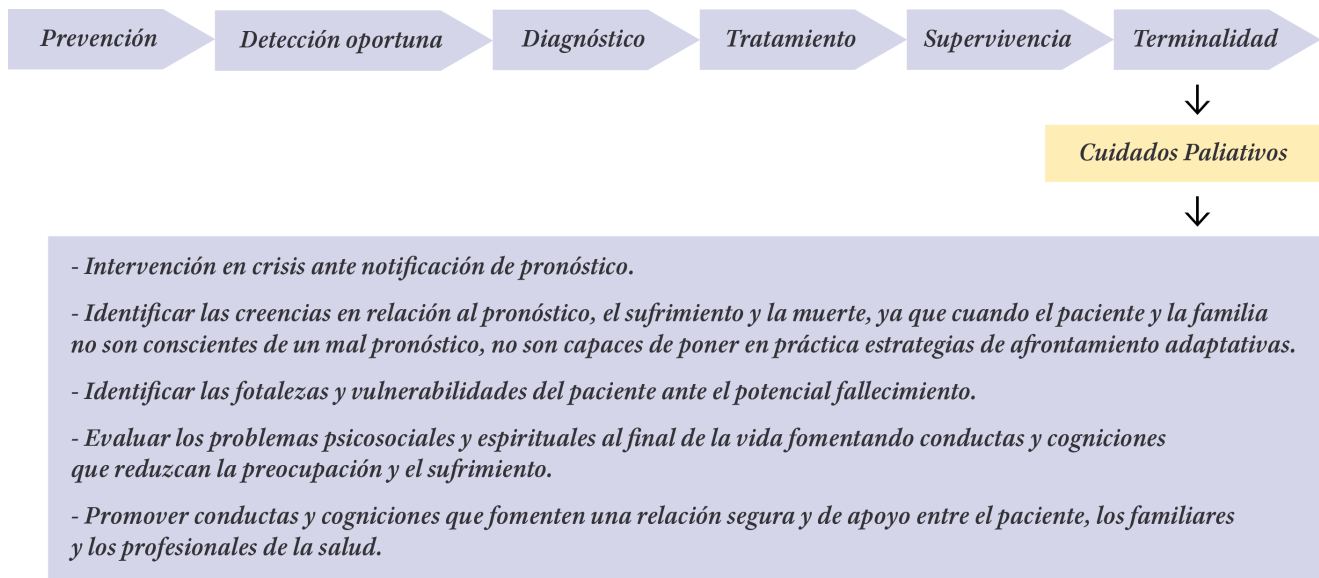 Prevención
Detección oportuna
Diagnóstico
Tratamiento
Supervivencia
Terminalidad
Cuidados Paliativos
- Intervención en crisis ante notificación de pronóstico.
- Identificar las creencias en relación al pronóstico, el sufrimiento y la muerte, ya que cuando el paciente y la familia
no son conscientes de un mal pronóstico, no son capaces de poner en práctica estrategias de afrontamiento adaptativas.
- Identificar las fotalezas y vulnerabilidades del paciente ante el potencial fallecimiento.
- Evaluar los problemas psicosociales y espirituales al final de la vida fomentando conductas y cogniciones
que reduzcan la preocupación y el sufrimiento.
- Promover conductas y cogniciones que fomenten una relación segura y de apoyo entre el paciente, los familiares
y los profesionales de la salud.